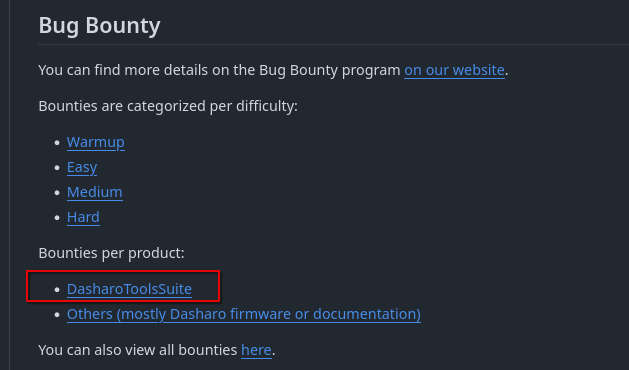 Bug Bounty
You can find more details on the Bug Bounty program on our website.
Bounties are categorized per difficulty:
Warmup
Easy
Medium
Hard
Bounties per product:
DasharoToolsSuite
Others (mostly Dasharo firmware or documentation)
You can also view all bounties here.